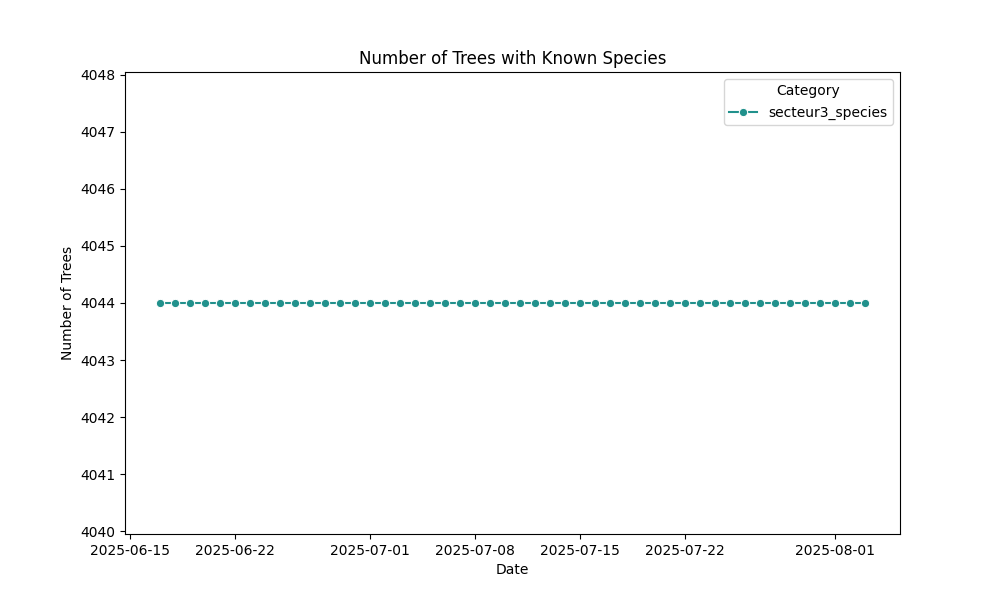 Number of Trees with Known Species
Category
secteur3_species
4048
4047
4046
4045
4044
4043
4042
4041
4040
Number of Trees
2025-06-15 2025-06-22 2025-07-01 2025-07-08 2025-07-15 2025-07-22 2025-08-01
Date